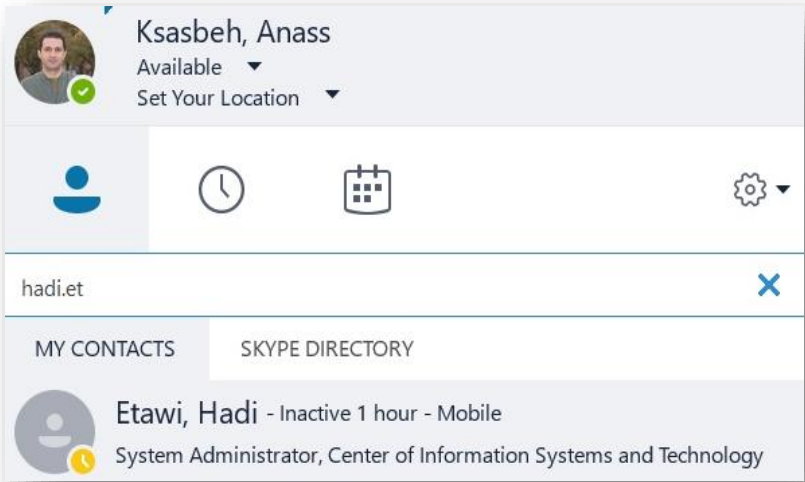 Ksasbeh, Anass
Available
Set Your Location
hadi.et
MY CONTACTS SKYPE DIRECTORY
Etawi, Hadi - Inactive 1 hour - Mobile
System Administrator, Center of Information Systems and Technology